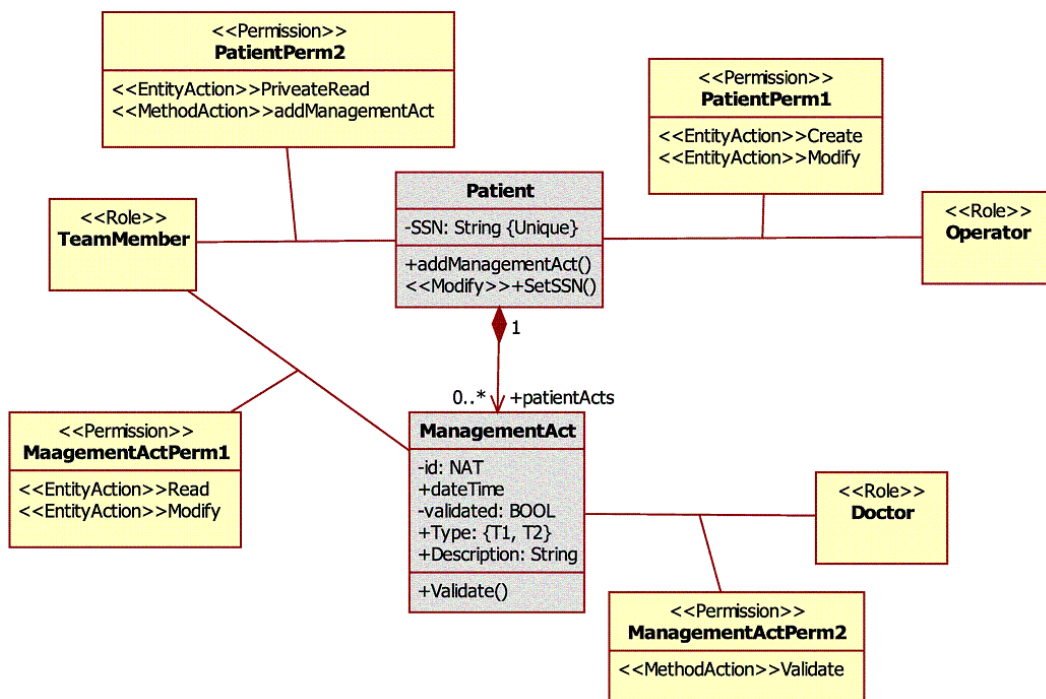 <<Permission>>
PatientPerm2
<<EntityAction>>PriveateRead
<<MethodAction>>addManagementAct
<<Permission>>
PatientPerm1
<<EntityAction>>Create
<<EntityAction>>Modify
<<Role>>
TeamMember
Patient
-SSN: String {Unique}
+addManagementAct()
<<Modify>>+SetSSN()
<<Role>>
Operator
1
0..*
+patientActs
<<Permission>>
MaagementActPerm1
<<EntityAction>>Read
<<EntityAction>>Modify
ManagementAct
-id: NAT
+dateTime
-validated: BOOL
+Type: {T1, T2}
+Description: String
+Validate()
<<Role>>
Doctor
<<Permission>>
ManagementActPerm2
<<MethodAction>>Validate